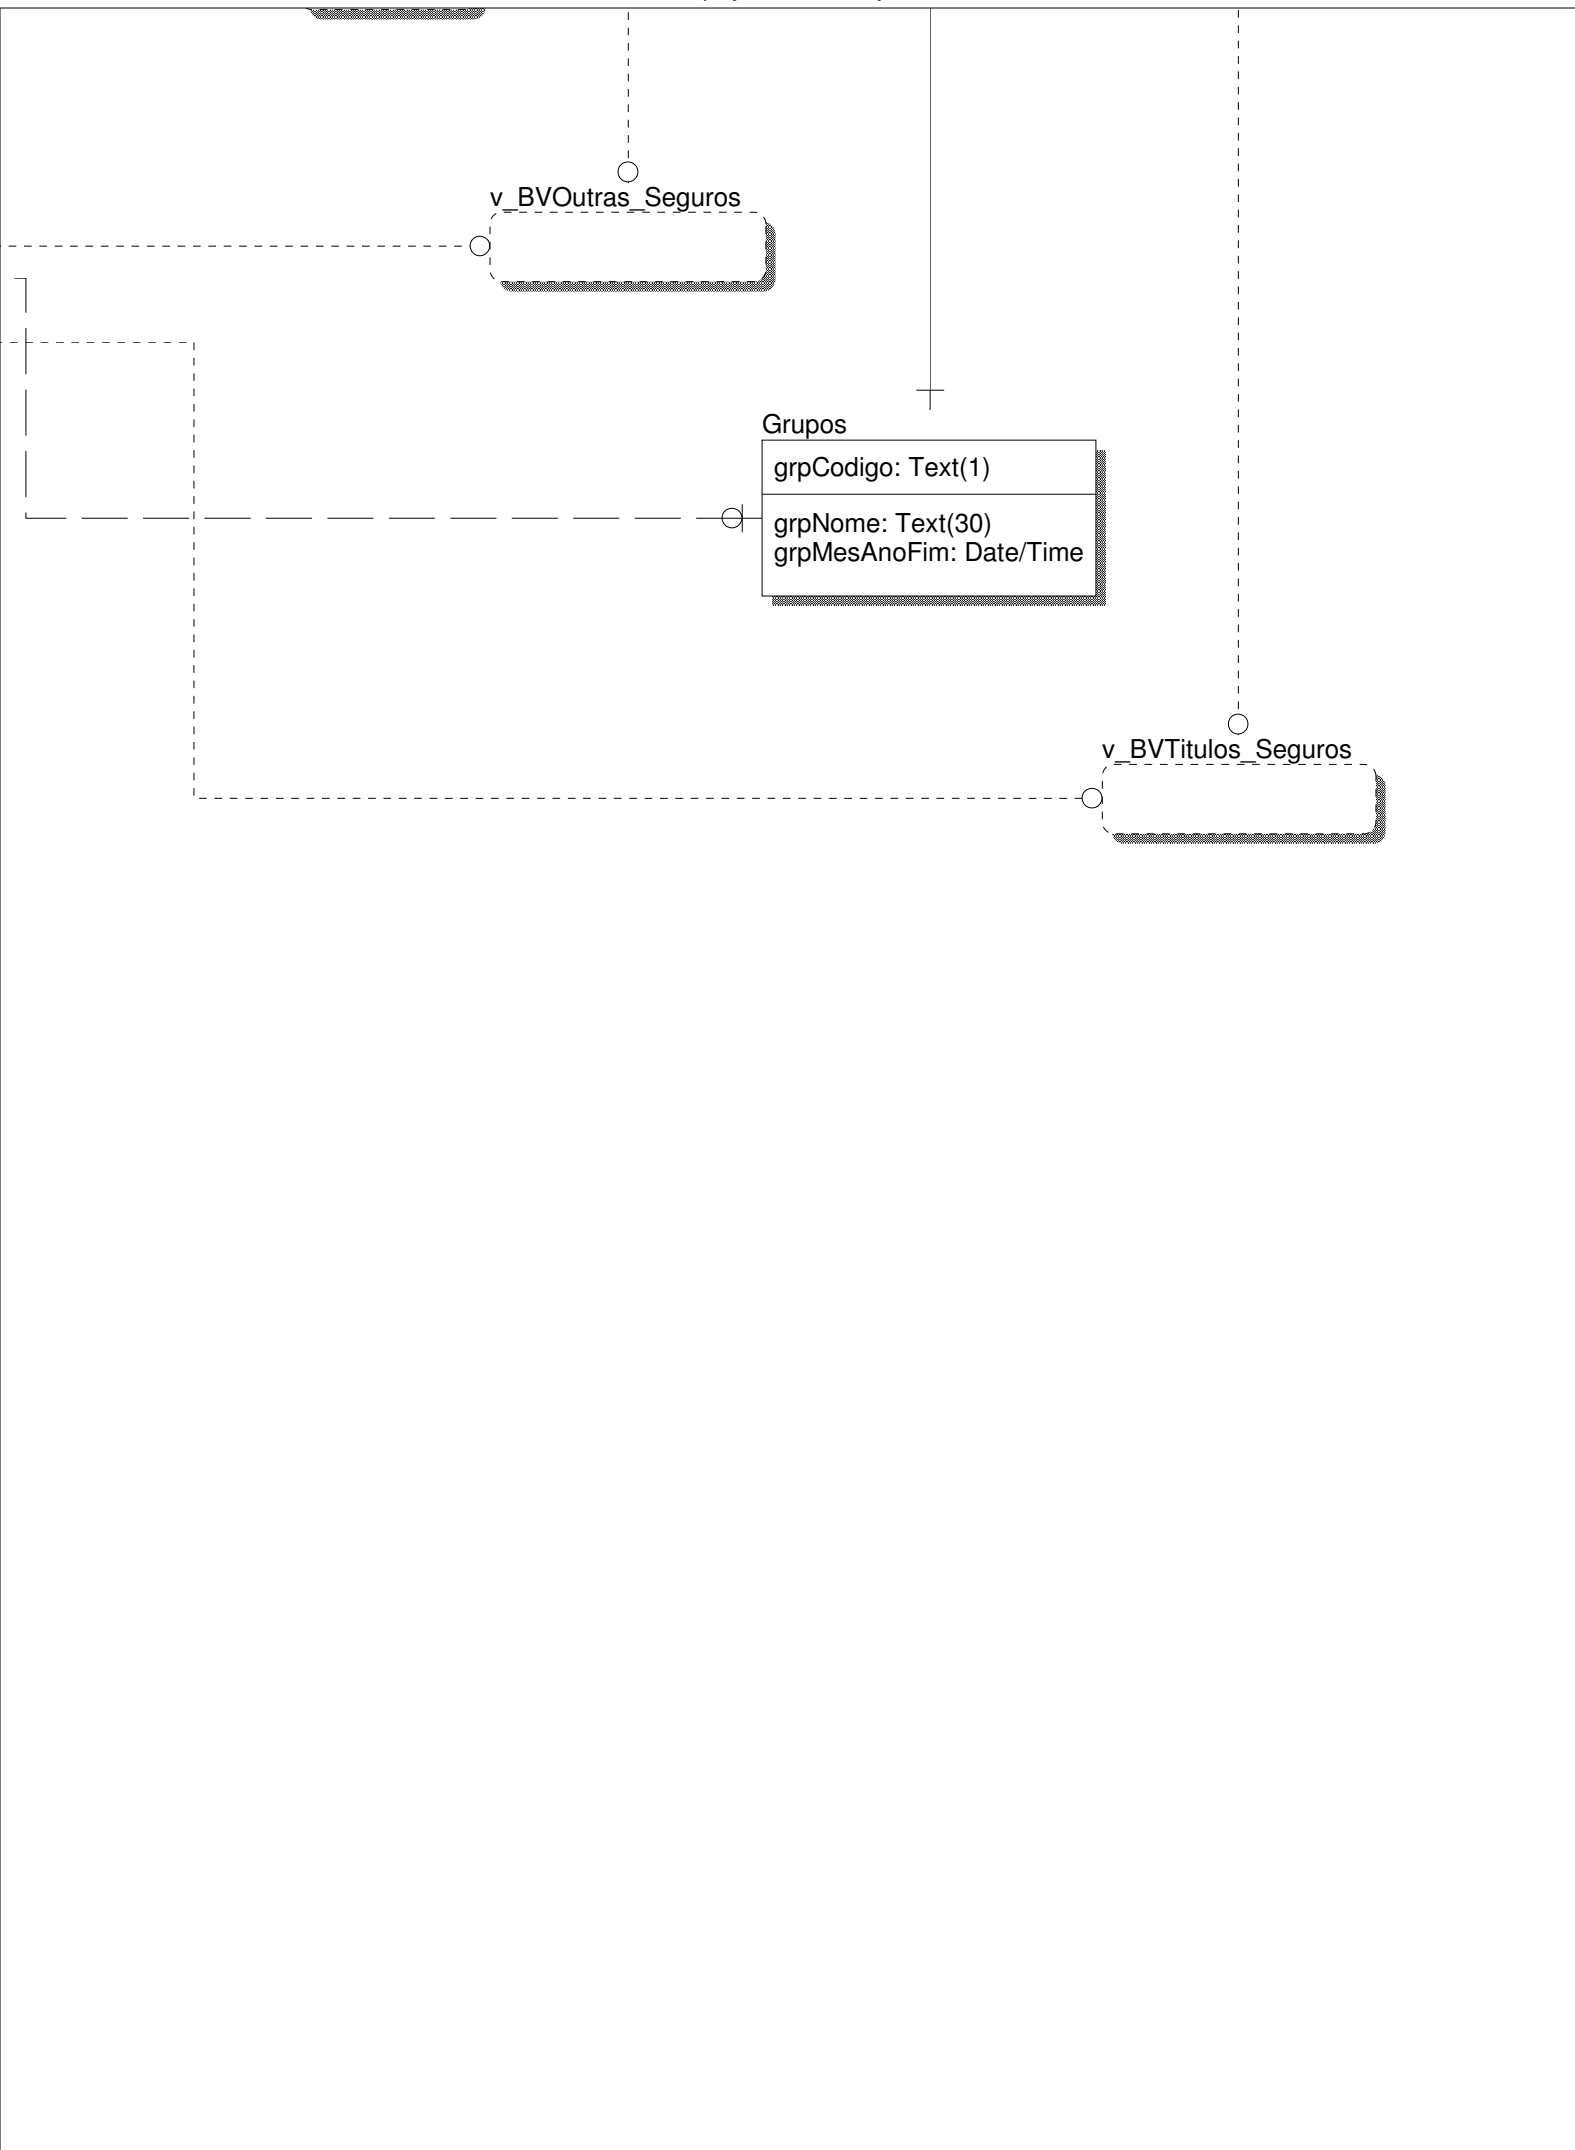 v_BVOutras_Seguros
Grupos
grpCodigo: Text(1)
grpNome: Text(30)
grpMesAnoFim: Date/Time
v_BVTitulos_Seguros